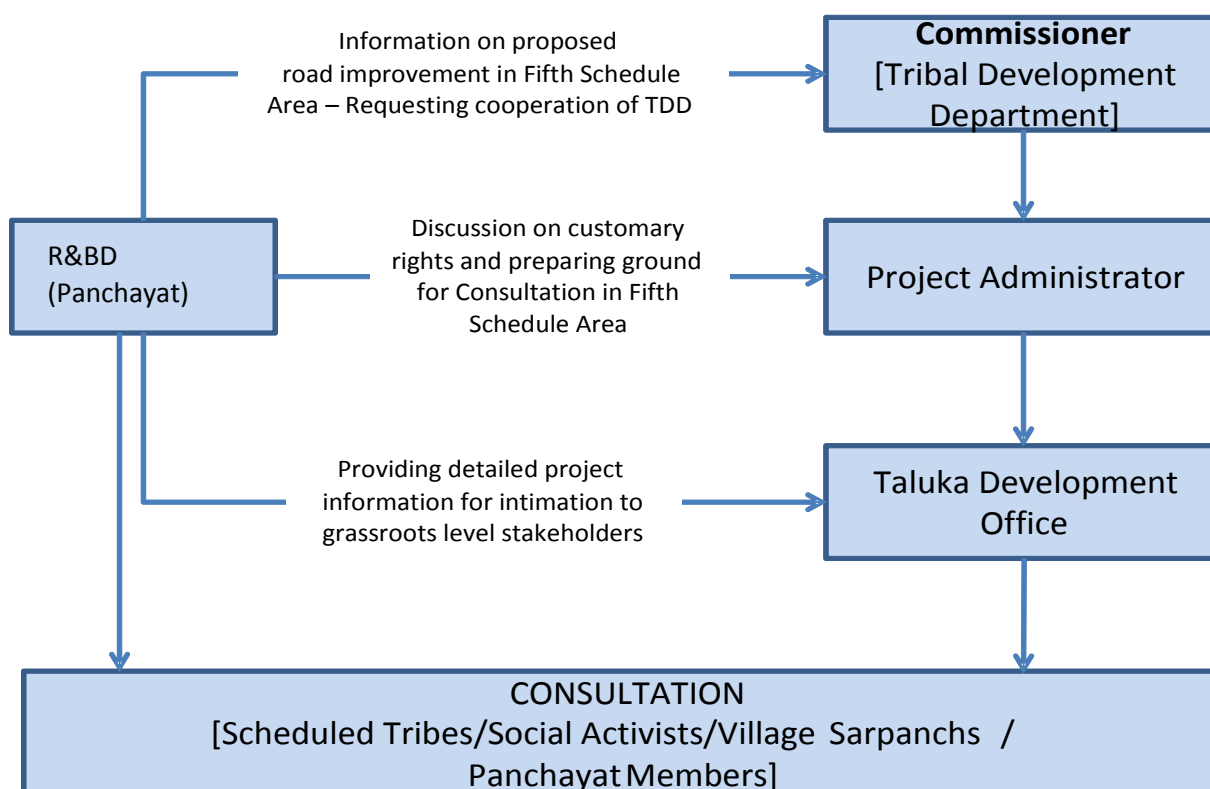 Information on proposed
road improvement in Fifth Schedule
Area – Requesting cooperation of TDD
Commissioner
[Tribal Development
Department]
R&BD
(Panchayat)
Discussion on customary
rights and preparing ground
for Consultation in Fifth
Schedule Area
Project Administrator
Providing detailed project
information for intimation to
grassroots level stakeholders
Taluka Development
Office
CONSULTATION
[Scheduled Tribes/Social Activists/Village Sarpanchs /
Panchayat Members]